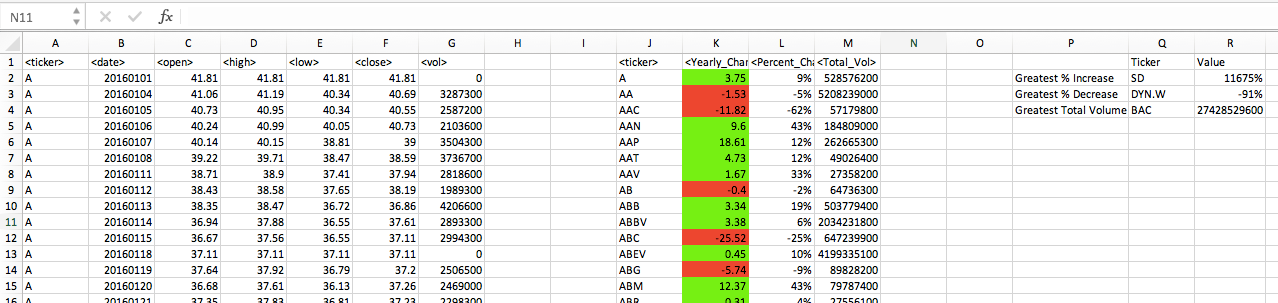 N11 fx
A B C D E F G H I J K L M N O P Q R
1 <ticker> <date> <open> <high> <low> <close> <vol> <ticker> <Yearly_Char <Percent_Cha <Total_Vol> Ticker Value
2 A 20160101 41.81 41.81 41.81 41.81 0 A 3.75 9% 528576200 Greatest % Increase SD 11675%
3 A 20160104 41.06 41.19 40.34 40.69 3287300 AA -1.53 -5% 5208239000 Greatest % Decrease DYN.W -91%
4 A 20160105 40.73 40.95 40.34 40.55 2587200 AAC -11.82 -62% 57179800 Greatest Total Volume BAC 27428529600
5 A 20160106 40.24 40.99 40.05 40.73 2103600 AAN 9.6 43% 184809000
6 A 20160107 40.14 40.15 38.81 39 3504300 AAP 18.61 12% 262665300
7 A 20160108 39.22 39.71 38.47 38.59 3736700 AAT 4.73 12% 49026400
8 A 20160111 38.71 38.9 37.41 37.94 2818600 AAV 1.67 33% 27358200
9 A 20160112 38.43 38.58 37.65 38.19 1989300 AB -0.4 -2% 64736300
10 A 20160113 38.35 38.47 36.72 36.86 4206600 ABB 3.34 19% 503779400
11 A 20160114 36.94 37.88 36.55 37.61 2893300 ABBV 3.38 6% 2034231800
12 A 20160115 36.67 37.56 36.55 37.11 2994300 ABC -25.52 -25% 647239900
13 A 20160118 37.11 37.11 37.11 37.11 0 ABEV 0.45 10% 4199335100
14 A 20160119 37.64 37.92 36.79 37.2 2506500 ABG -5.74 -9% 89828200
15 A 20160120 36.68 37.61 36.13 37.26 2469000 ABM 12.37 43% 79787400
16 A 20160121 37.35 37.83 36.81 37.23 2298300 ABR 0.31 4% 27556100